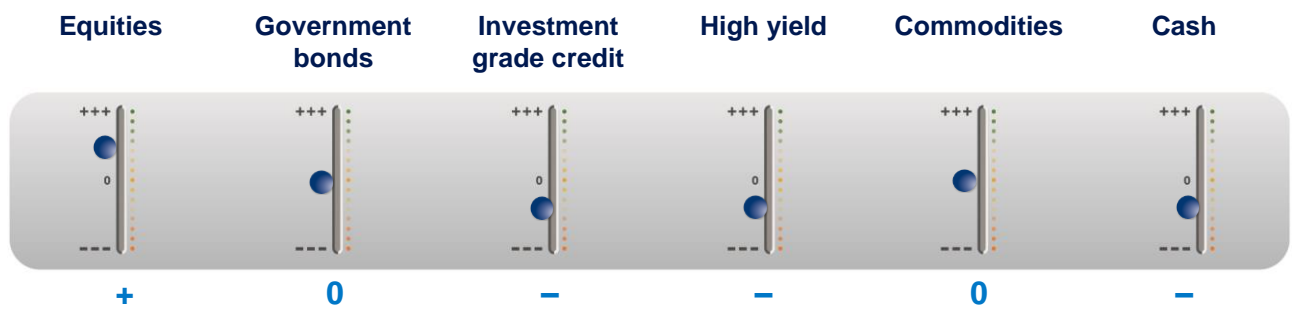 Equities Government bonds Investment grade credit High yield Commodities Cash
+++ +++ +++ +++ +++ +++
0 0 0 0
--- --- --- --- --- ---
+ 0 − − 0 −